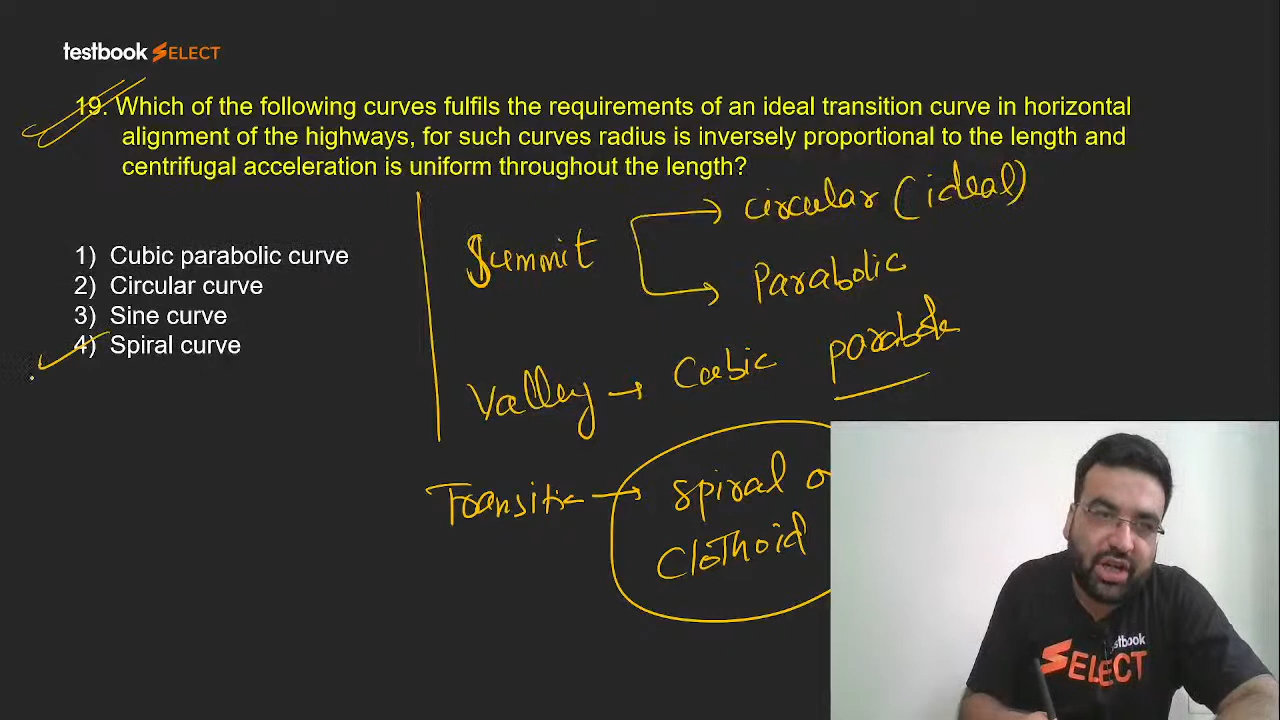 testbook SELECT
19. Which of the following curves fulfils the requirements of an ideal transition curve in horizontal
alignment of the highways, for such curves radius is inversely proportional to the length and
centrifugal acceleration is uniform throughout the length?
circular (ideal)
Summit
Parabolic
1) Cubic parabolic curve
2) Circular curve
3) Sine curve
4) Spiral curve
Valley → Cubic parabola
Transitin → Spiral o
Clothoid
testbook
SELECT